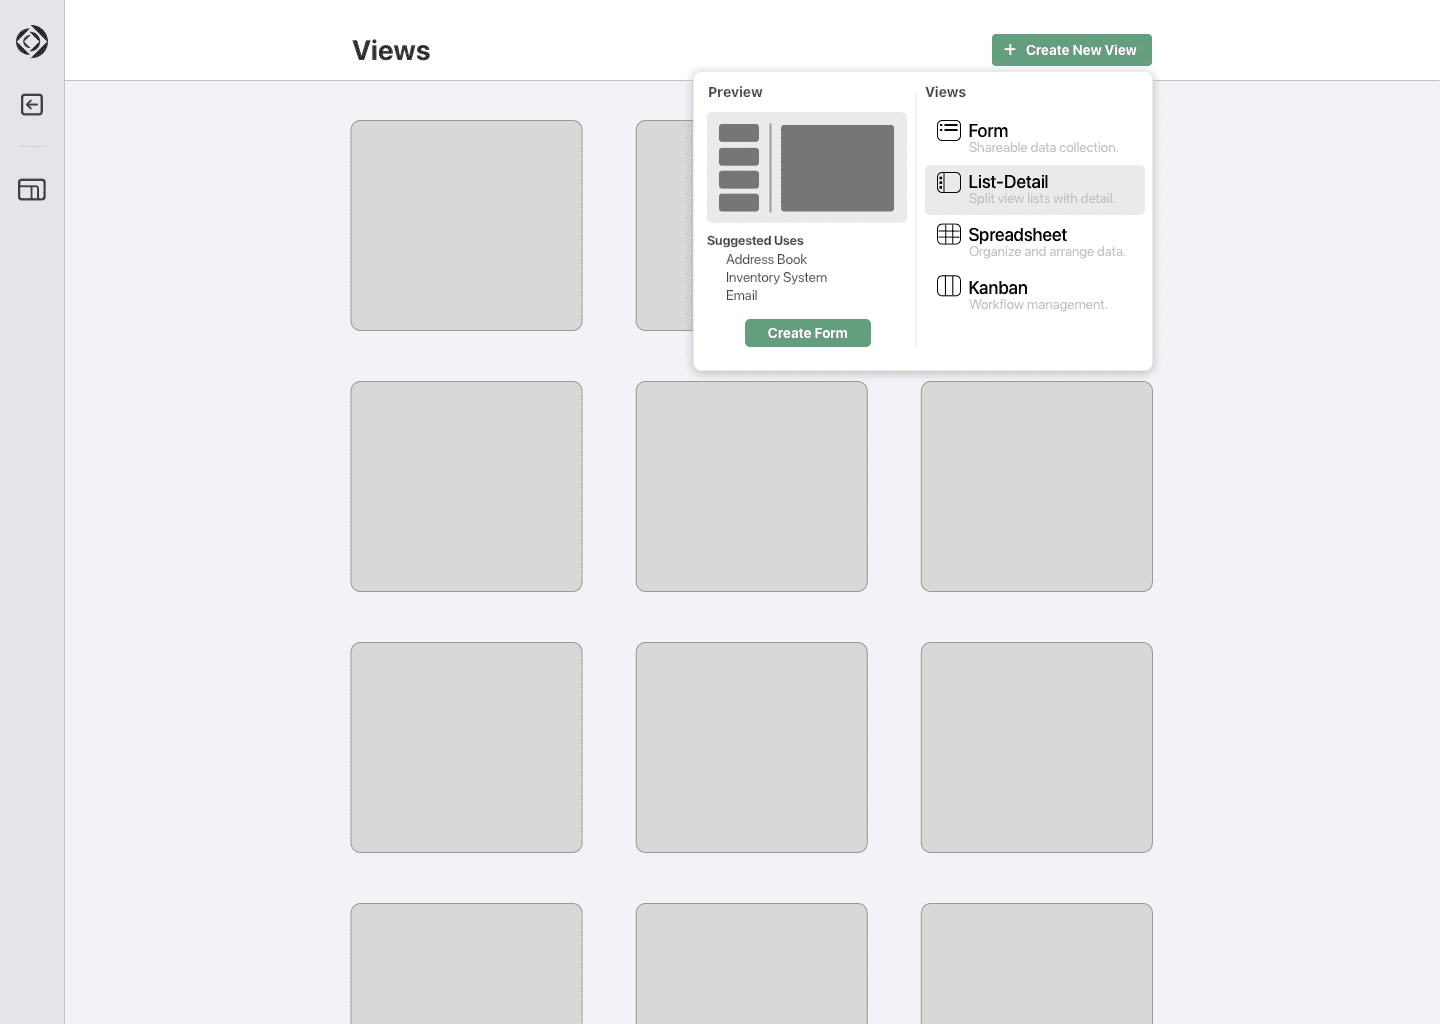 Views
+ Create New View
Preview
Suggested Uses
Address Book
Inventory System
Email
Create Form
Views
Form
Shareable data collection.
List-Detail
Split view lists with detail.
Spreadsheet
Organize and arrange data.
Kanban
Workflow management.